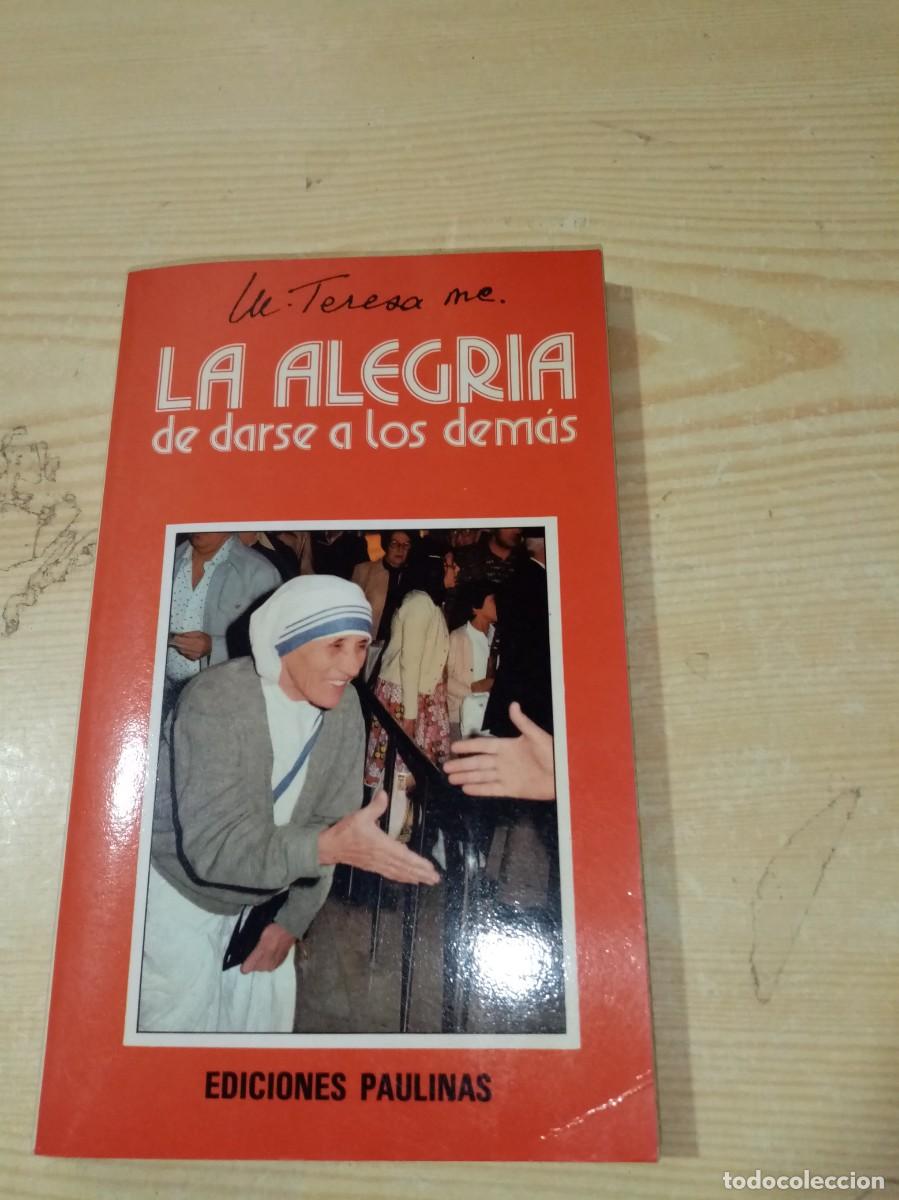 M. Teresa mc.
LA ALEGRIA
de darse a los demás
EDICIONES PAULINAS
todocoleccion